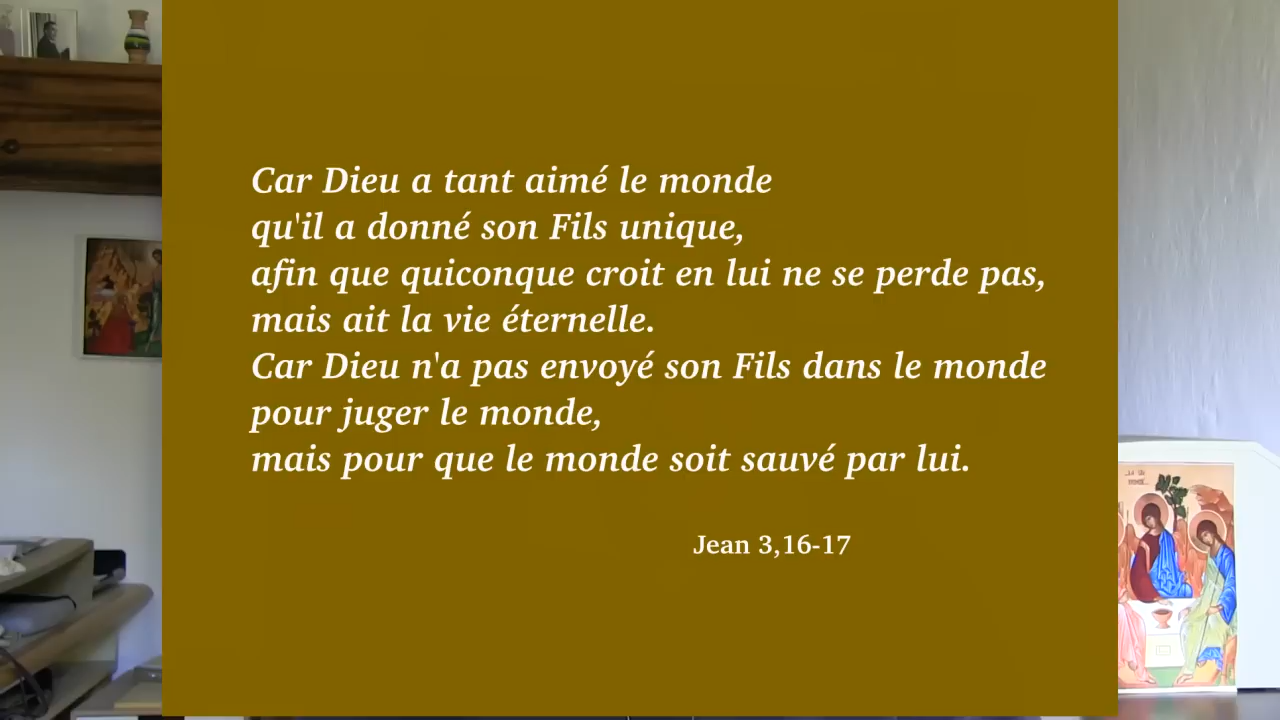 Car Dieu a tant aimé le monde
qu'il a donné son Fils unique,
afin que quiconque croit en lui ne se perde pas,
mais ait la vie éternelle.
Car Dieu n'a pas envoyé son Fils dans le monde
pour juger le monde,
mais pour que le monde soit sauvé par lui.
Jean 3,16-17